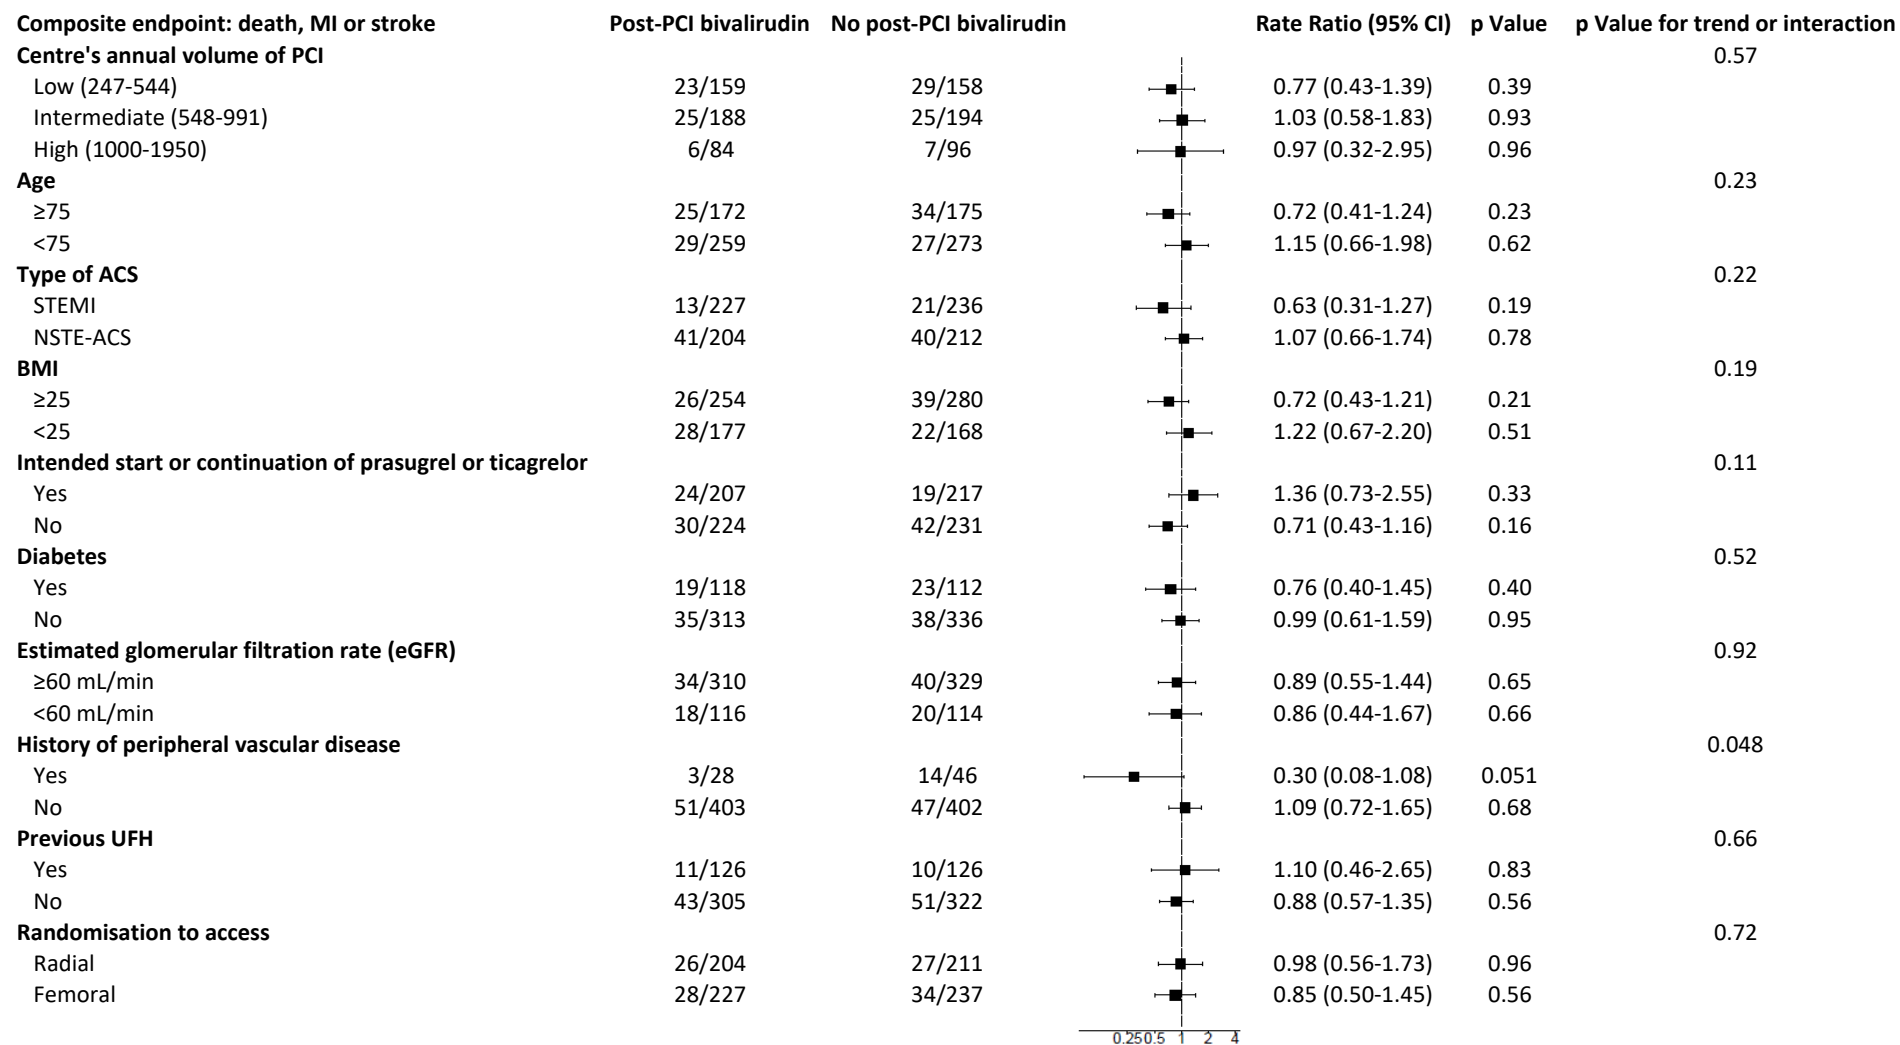 Composite endpoint: death, MI or stroke Post-PCI bivalirudin No post-PCI bivalirudin Rate Ratio (95% CI) p Value p Value for trend or interaction
Centre's annual volume of PCI 0.57
Low (247-544) 23/159 29/158 0.77 (0.43-1.39) 0.39
Intermediate (548-991) 25/188 25/194 1.03 (0.58-1.83) 0.93
High (1000-1950) 6/84 7/96 0.97 (0.32-2.95) 0.96
Age 0.23
≥75 25/172 34/175 0.72 (0.41-1.24) 0.23
<75 29/259 27/273 1.15 (0.66-1.98) 0.62
Type of ACS 0.22
STEMI 13/227 21/236 0.63 (0.31-1.27) 0.19
NSTE-ACS 41/204 40/212 1.07 (0.66-1.74) 0.78
BMI 0.19
≥25 26/254 39/280 0.72 (0.43-1.21) 0.21
<25 28/177 22/168 1.22 (0.67-2.20) 0.51
Intended start or continuation of prasugrel or ticagrelor 0.11
Yes 24/207 19/217 1.36 (0.73-2.55) 0.33
No 30/224 42/231 0.71 (0.43-1.16) 0.16
Diabetes 0.52
Yes 19/118 23/112 0.76 (0.40-1.45) 0.40
No 35/313 38/336 0.99 (0.61-1.59) 0.95
Estimated glomerular filtration rate (eGFR) 0.92
≥60 mL/min 34/310 40/329 0.89 (0.55-1.44) 0.65
<60 mL/min 18/116 20/114 0.86 (0.44-1.67) 0.66
History of peripheral vascular disease 0.048
Yes 3/28 14/46 0.30 (0.08-1.08) 0.051
No 51/403 47/402 1.09 (0.72-1.65) 0.68
Previous UFH 0.66
Yes 11/126 10/126 1.10 (0.46-2.65) 0.83
No 43/305 51/322 0.88 (0.57-1.35) 0.56
Randomisation to access 0.72
Radial 26/204 27/211 0.98 (0.56-1.73) 0.96
Femoral 28/227 34/237 0.85 (0.50-1.45) 0.56
0.25 0.5 1 2 4